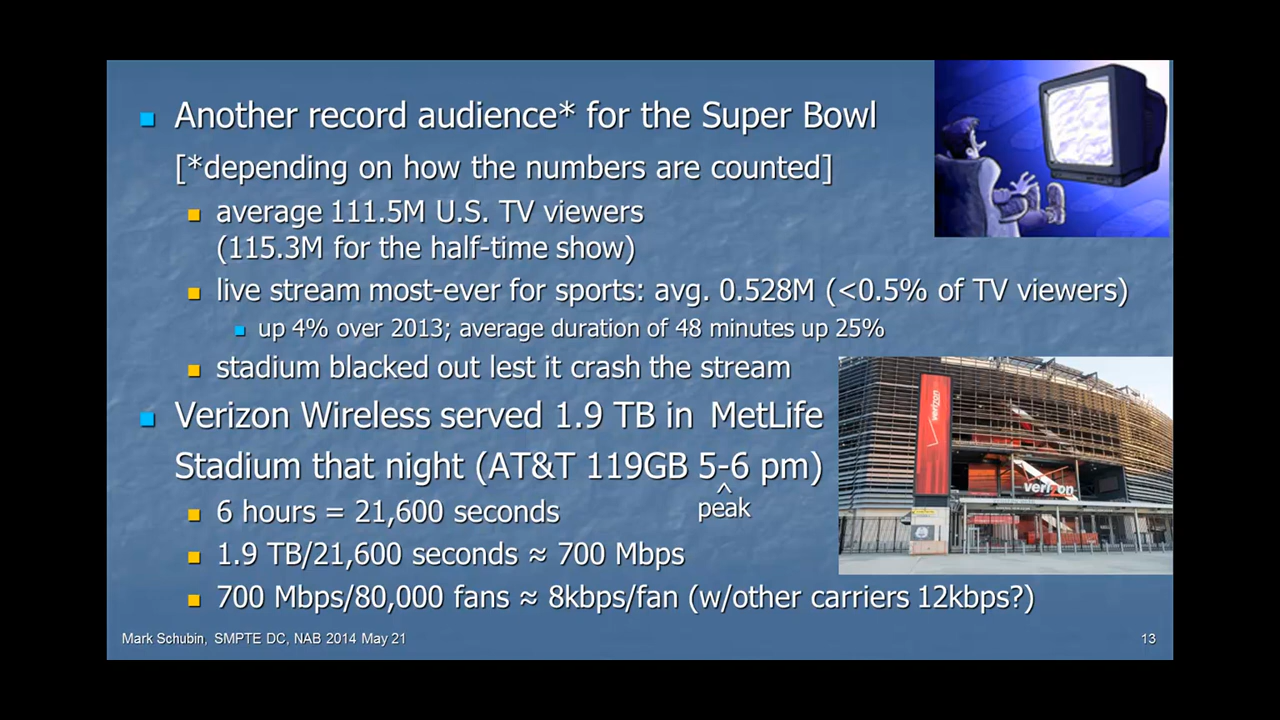 Another record audience* for the Super Bowl
[*depending on how the numbers are counted]
average 111.5M U.S. TV viewers
(115.3M for the half-time show)
live stream most-ever for sports: avg. 0.528M (<0.5% of TV viewers)
up 4% over 2013; average duration of 48 minutes up 25%
stadium blacked out lest it crash the stream
Verizon Wireless served 1.9 TB in MetLife
Stadium that night (AT&T 119GB 5-6 pm)
^
peak
6 hours = 21,600 seconds
1.9 TB/21,600 seconds ≈ 700 Mbps
700 Mbps/80,000 fans ≈ 8kbps/fan (w/other carriers 12kbps?)
verizon
verizon
Mark Schubin, SMPTE DC, NAB 2014 May 21
13